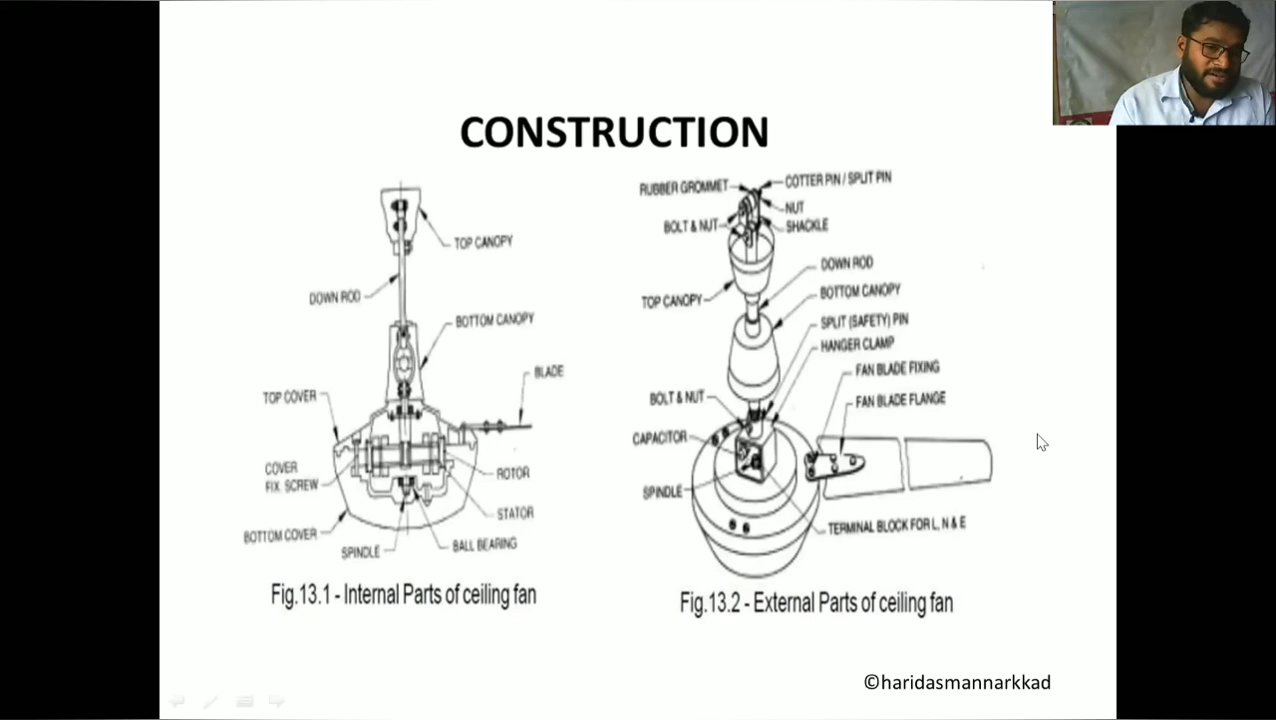 CONSTRUCTION
TOP CANOPY
DOWN ROD
BOTTOM CANOPY
BLADE
TOP COVER
COVER
FIX SCREW
ROTOR
STATOR
BOTTOM COVER
SPINDLE
BALL BEARING
Fig.13.1 - Internal Parts of ceiling fan
RUBBER GROMMET
COTTER PIN / SPLIT PIN
NUT
BOLT & NUT
SHACKLE
DOWN ROD
BOTTOM CANOPY
TOP CANOPY
SPLIT (SAFETY) PIN
HANGER CLAMP
FAN BLADE FIXING
BOLT & NUT
FAN BLADE FLANGE
CAPACITOR
SPINDLE
TERMINAL BLOCK FOR L, N & E
Fig.13.2 - External Parts of ceiling fan
©haridasmannarkkad